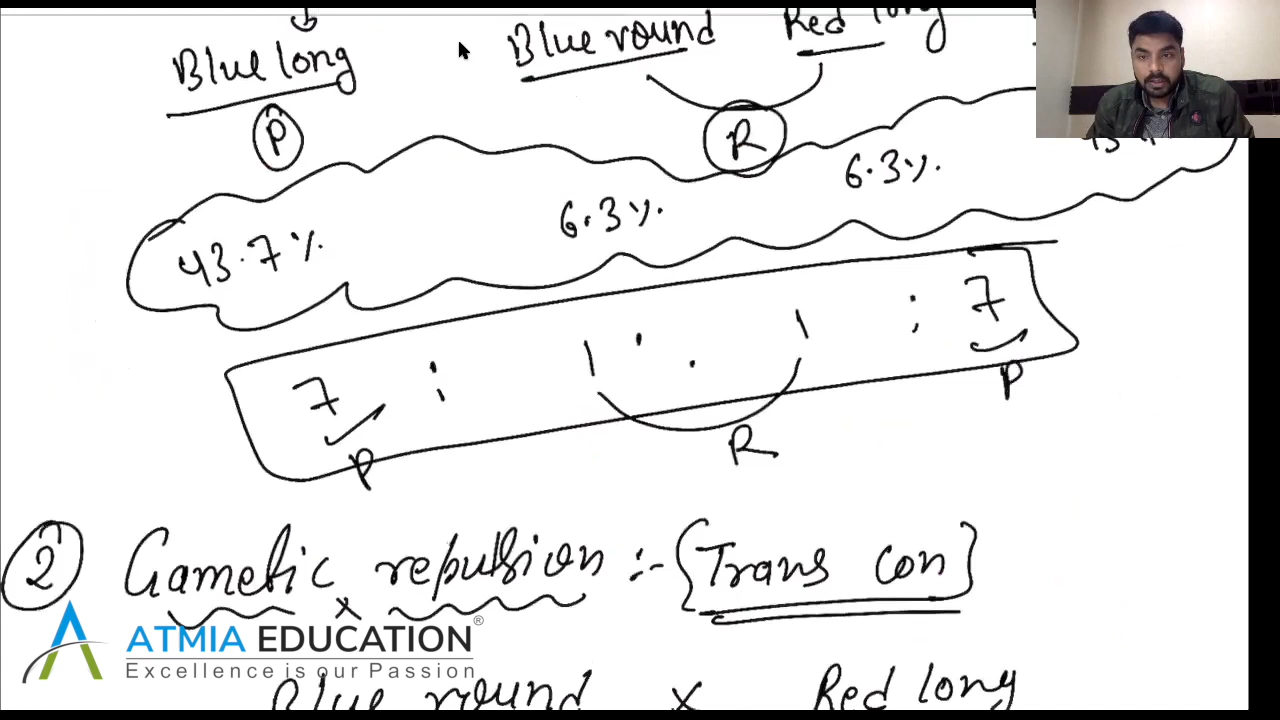 Blue long Blue round Red long
P R
43.7 %. 6.3 %. 6.3 %.
7 : 1 : 1 : 7
P R P
2 Gametic repulsion :- {Trans con}
ATMIA EDUCATION®
Excellence is our Passion
Blue round x Red long